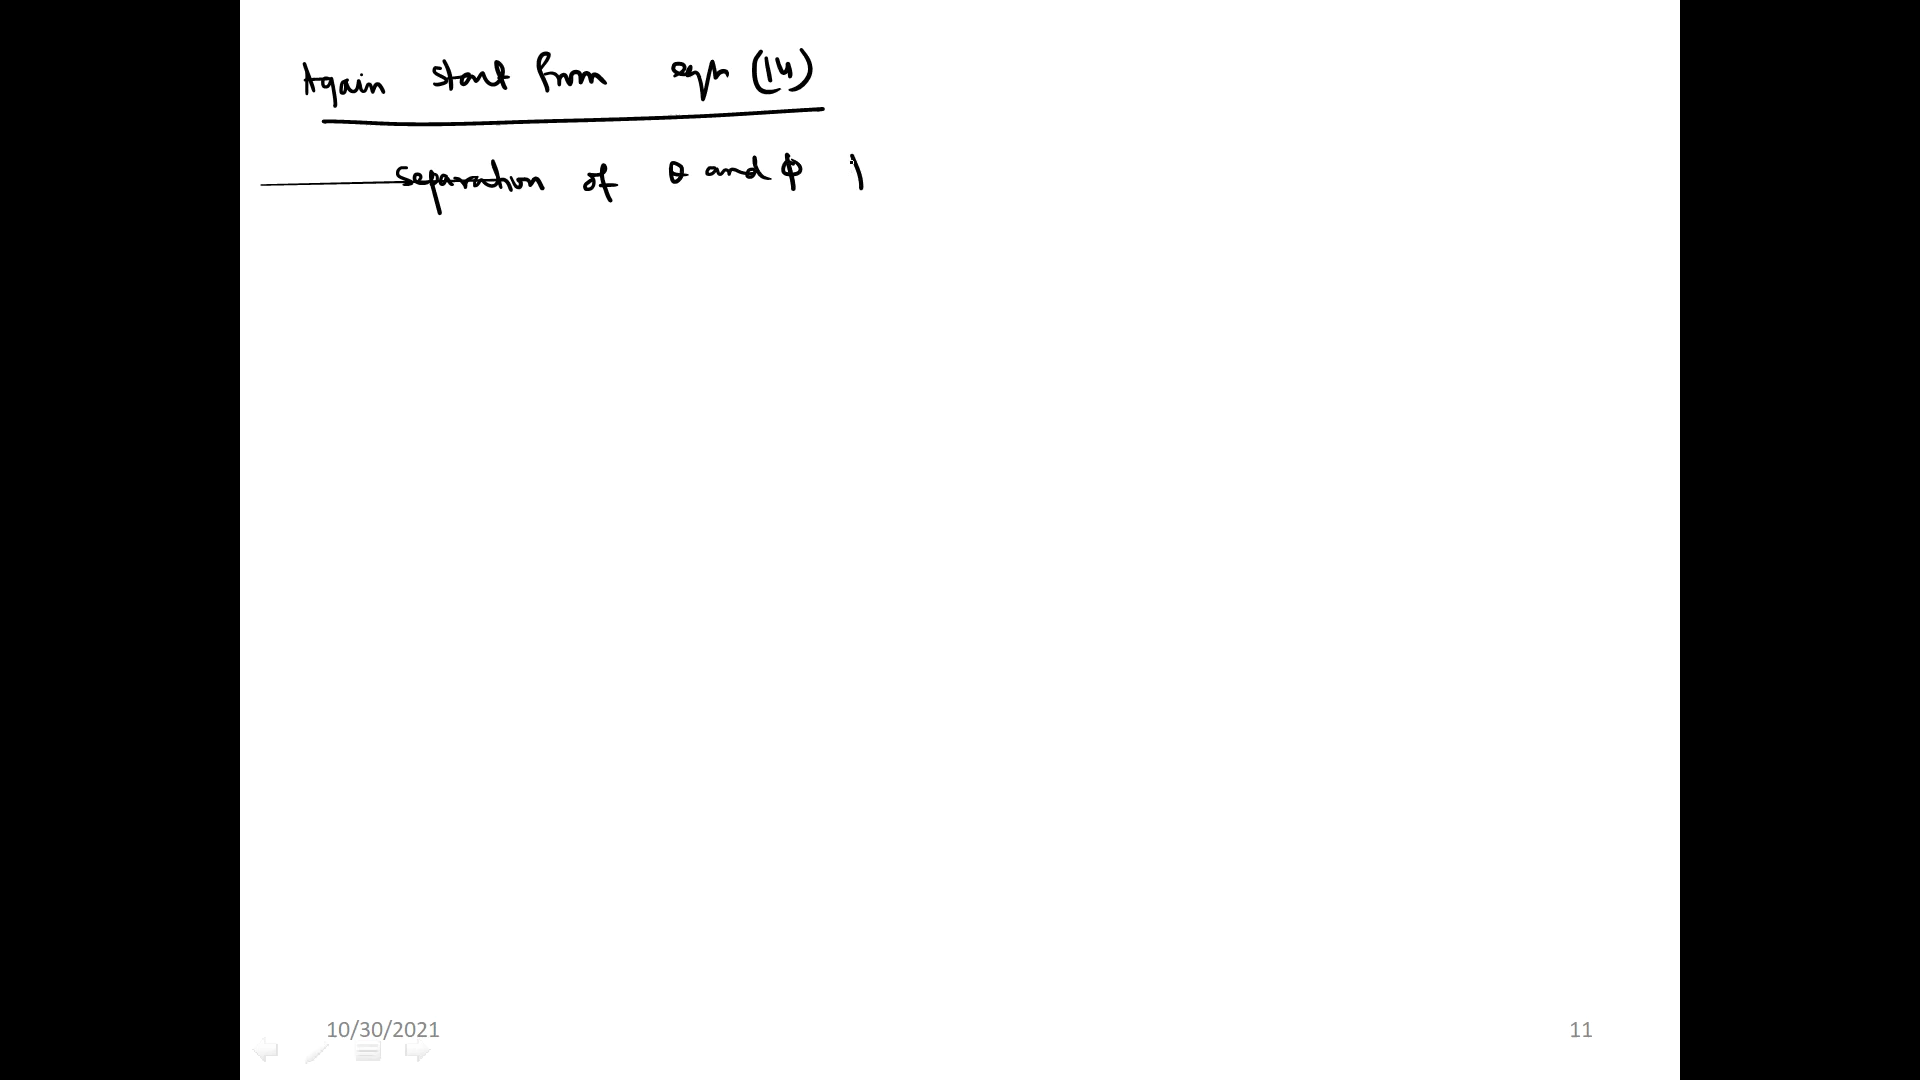 Again start from eqn (14)
separation of θ and ϕ
10/30/2021
11